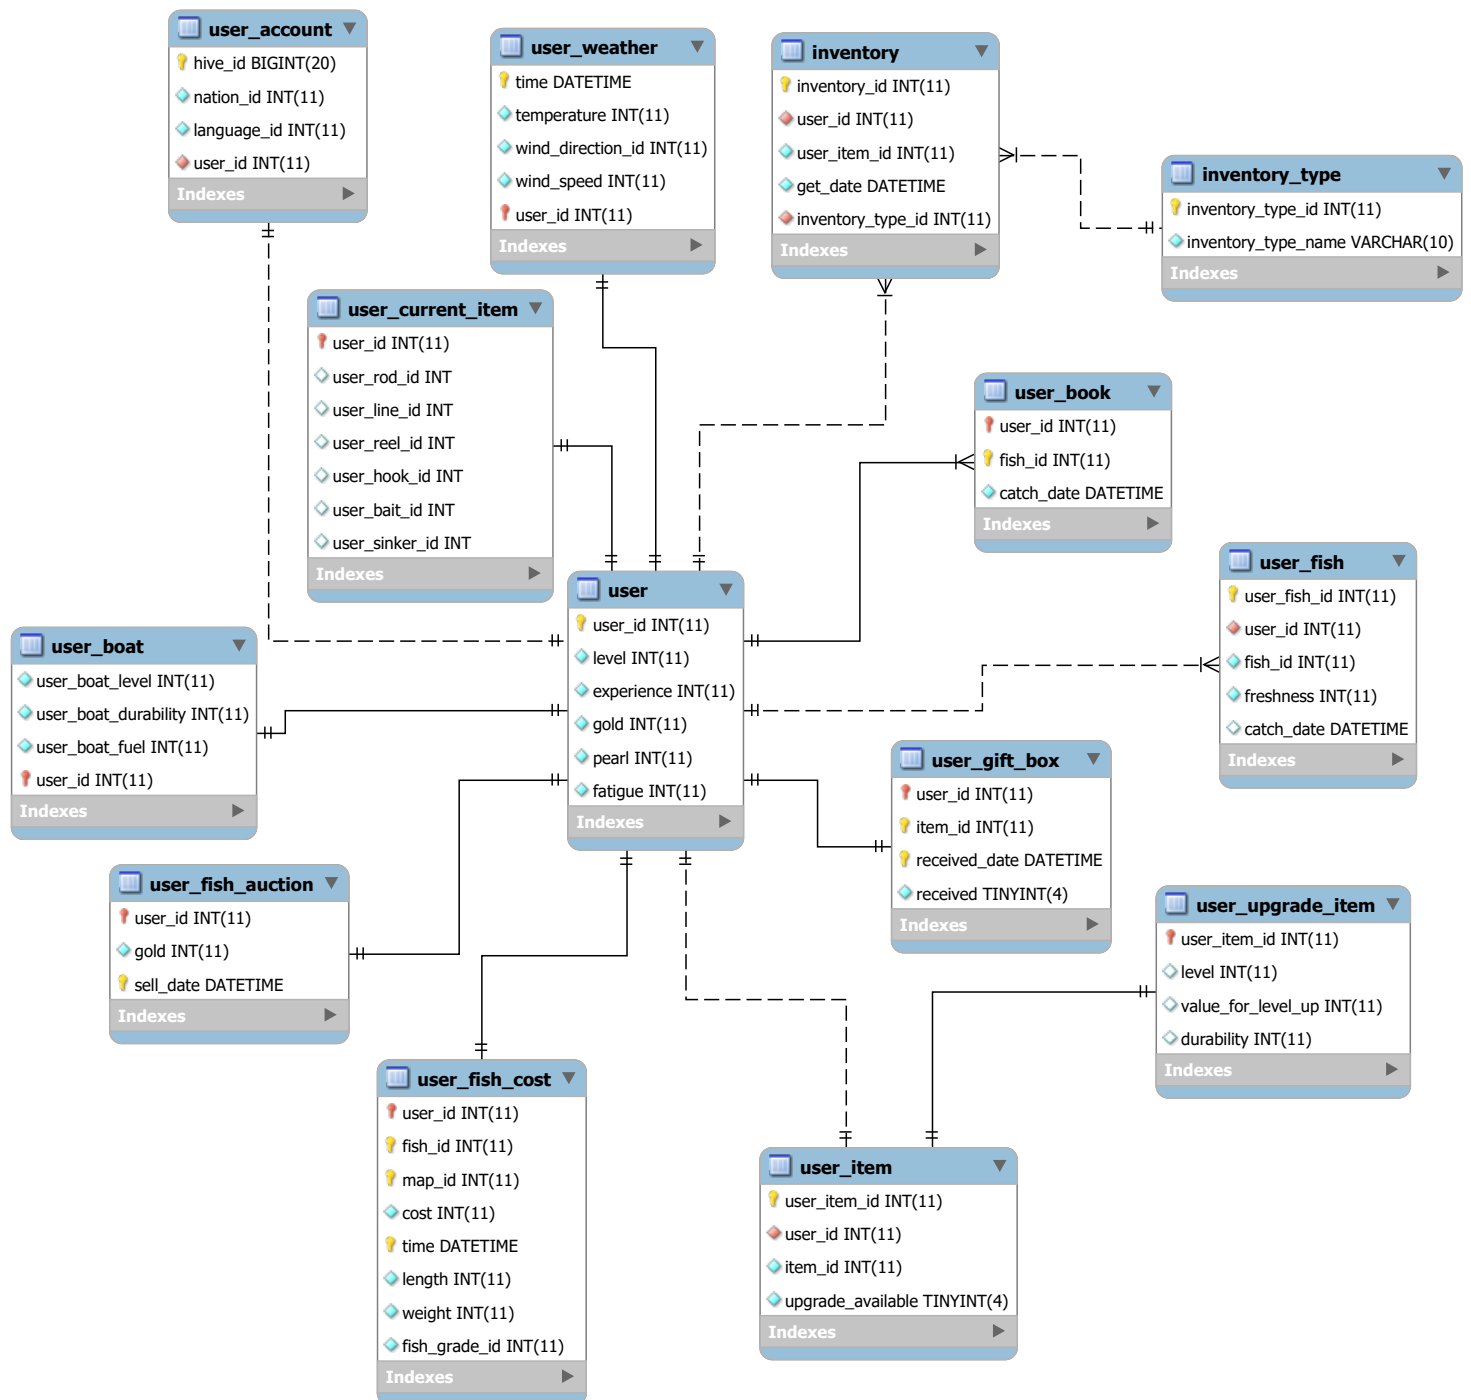 user_account
hive_id BIGINT(20)
nation_id INT(11)
language_id INT(11)
user_id INT(11)
Indexes
user_weather
time DATETIME
temperature INT(11)
wind_direction_id INT(11)
wind_speed INT(11)
user_id INT(11)
Indexes
inventory
inventory_id INT(11)
user_id INT(11)
user_item_id INT(11)
get_date DATETIME
inventory_type_id INT(11)
Indexes
inventory_type
inventory_type_id INT(11)
inventory_type_name VARCHAR(10)
Indexes
user_current_item
user_id INT(11)
user_rod_id INT
user_line_id INT
user_reel_id INT
user_hook_id INT
user_bait_id INT
user_sinker_id INT
Indexes
user_book
user_id INT(11)
fish_id INT(11)
catch_date DATETIME
Indexes
user_fish
user_fish_id INT(11)
user_id INT(11)
fish_id INT(11)
freshness INT(11)
catch_date DATETIME
Indexes
user
user_id INT(11)
level INT(11)
experience INT(11)
gold INT(11)
pearl INT(11)
fatigue INT(11)
Indexes
user_boat
user_boat_level INT(11)
user_boat_durability INT(11)
user_boat_fuel INT(11)
user_id INT(11)
Indexes
user_gift_box
user_id INT(11)
item_id INT(11)
received_date DATETIME
received TINYINT(4)
Indexes
user_fish_auction
user_id INT(11)
gold INT(11)
sell_date DATETIME
Indexes
user_upgrade_item
user_item_id INT(11)
level INT(11)
value_for_level_up INT(11)
durability INT(11)
Indexes
user_fish_cost
user_id INT(11)
fish_id INT(11)
map_id INT(11)
cost INT(11)
time DATETIME
length INT(11)
weight INT(11)
fish_grade_id INT(11)
Indexes
user_item
user_item_id INT(11)
user_id INT(11)
item_id INT(11)
upgrade_available TINYINT(4)
Indexes